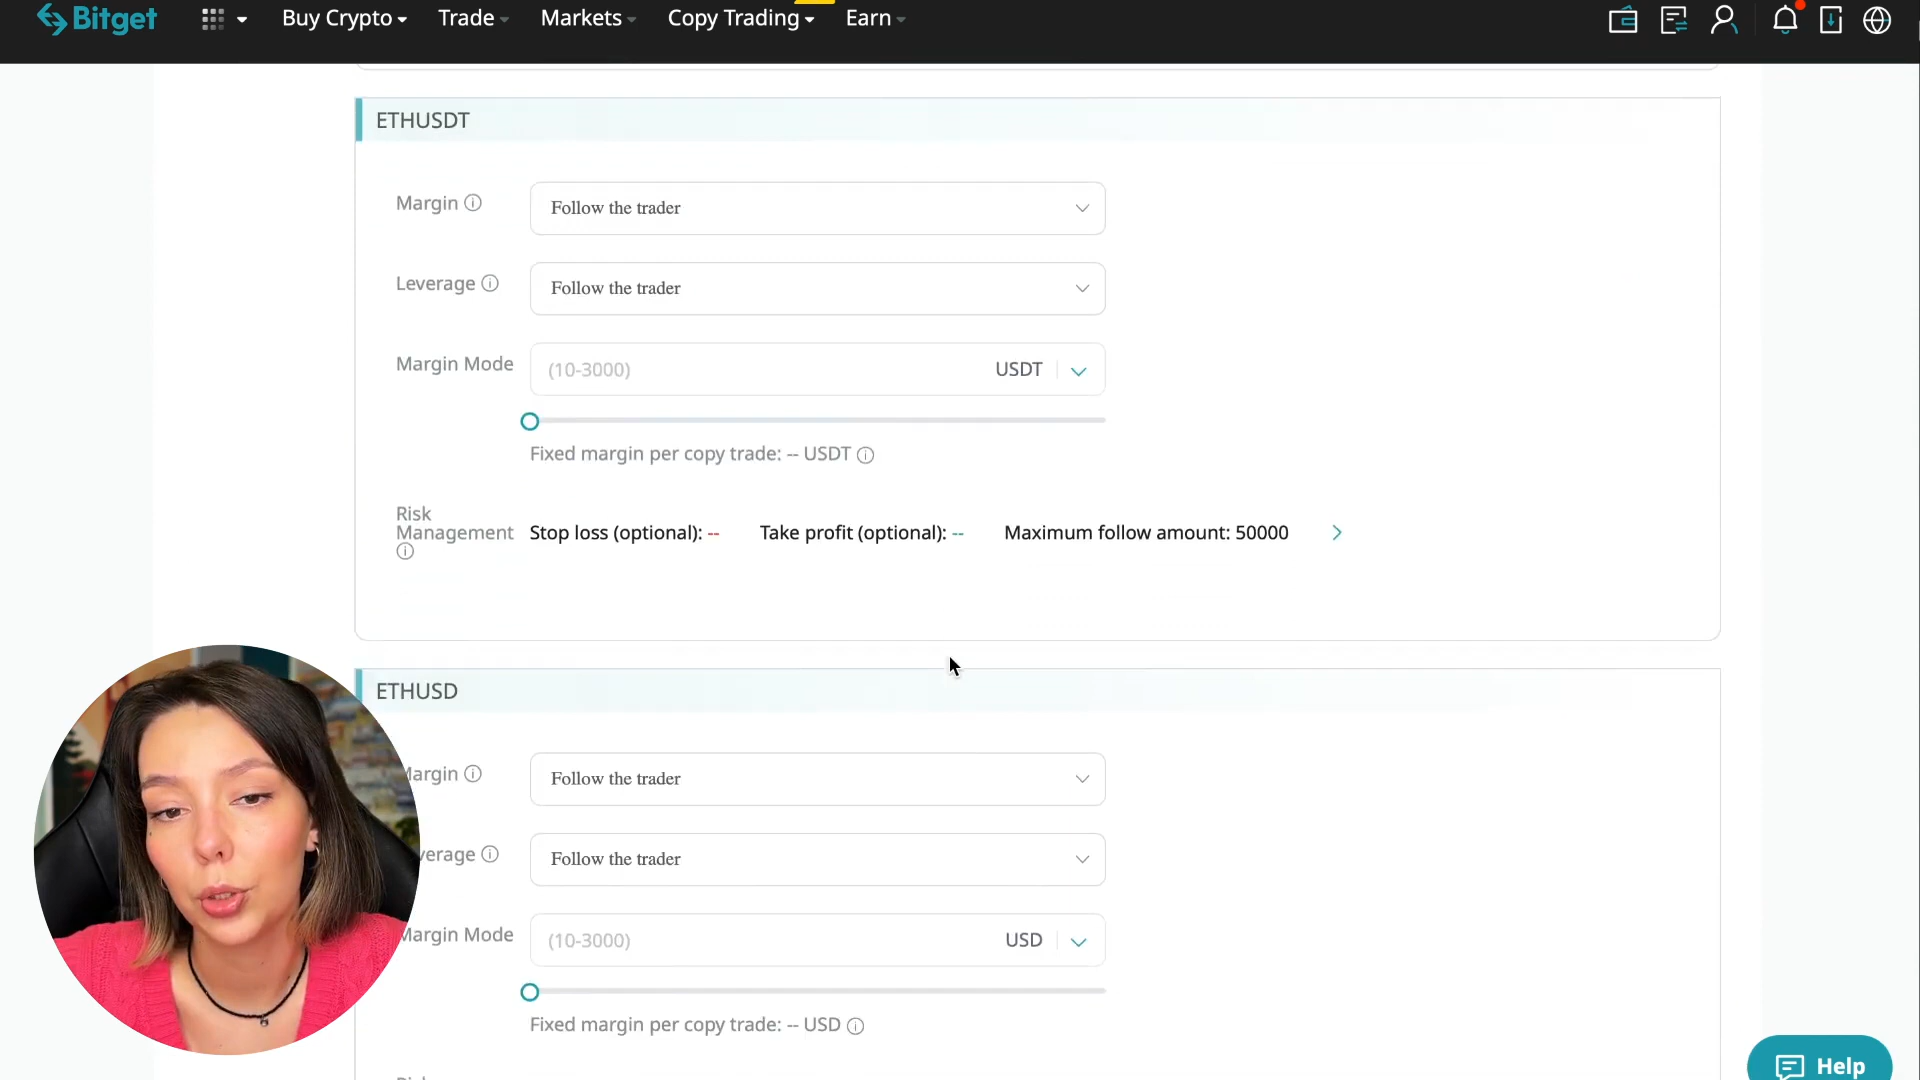 Bitget
Buy Crypto Trade Markets Copy Trading Earn
ETHUSDT
Margin Follow the trader
Leverage Follow the trader
Margin Mode (10-3000) USDT
Fixed margin per copy trade: -- USDT
Risk Management Stop loss (optional): -- Take profit (optional): -- Maximum follow amount: 50000
ETHUSD
Margin Follow the trader
verage Follow the trader
Margin Mode (10-3000) USD
Fixed margin per copy trade: -- USD
Help